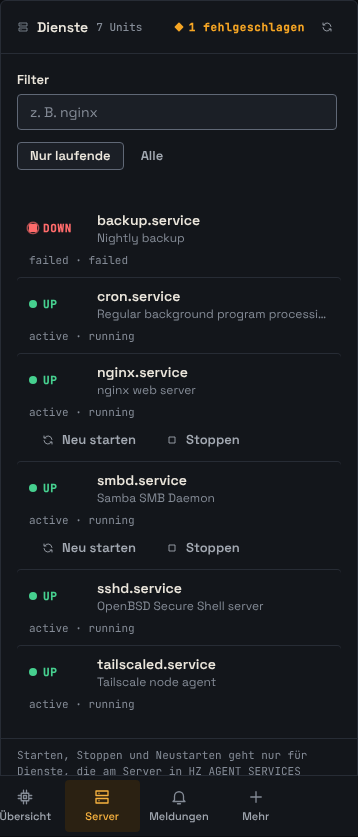 Dienste 7 Units 1 fehlgeschlagen
Filter
z. B. nginx
Nur laufende Alle
DOWN backup.service
Nightly backup
failed · failed
UP cron.service
Regular background program processi…
active · running
UP nginx.service
nginx web server
active · running
Neu starten Stoppen
UP smbd.service
Samba SMB Daemon
active · running
Neu starten Stoppen
UP sshd.service
OpenBSD Secure Shell server
active · running
UP tailscaled.service
Tailscale node agent
active · running
Starten, Stoppen und Neustarten geht nur für
Dienste, die am Server in HZ AGENT SERVICES
Übersicht Server Meldungen Mehr